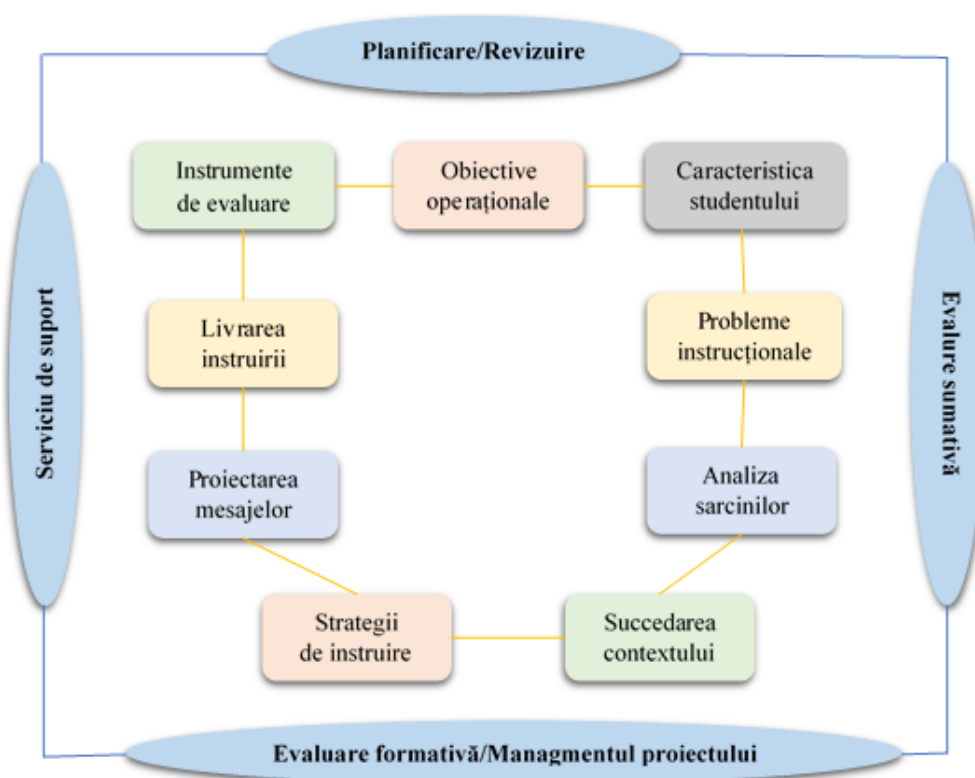 Planificare/Revizuire
Instrumente
de evaluare
Obiective
operaționale
Caracteristica
studentului
Serviciu de suport
Livrarea
instruirii
Probleme
instrucționale
Evalure sumativă
Proiectarea
mesajelor
Analiza
sarcinilor
Strategii
de instruire
Succedarea
contextului
Evaluare formativă/Managmentul proiectului